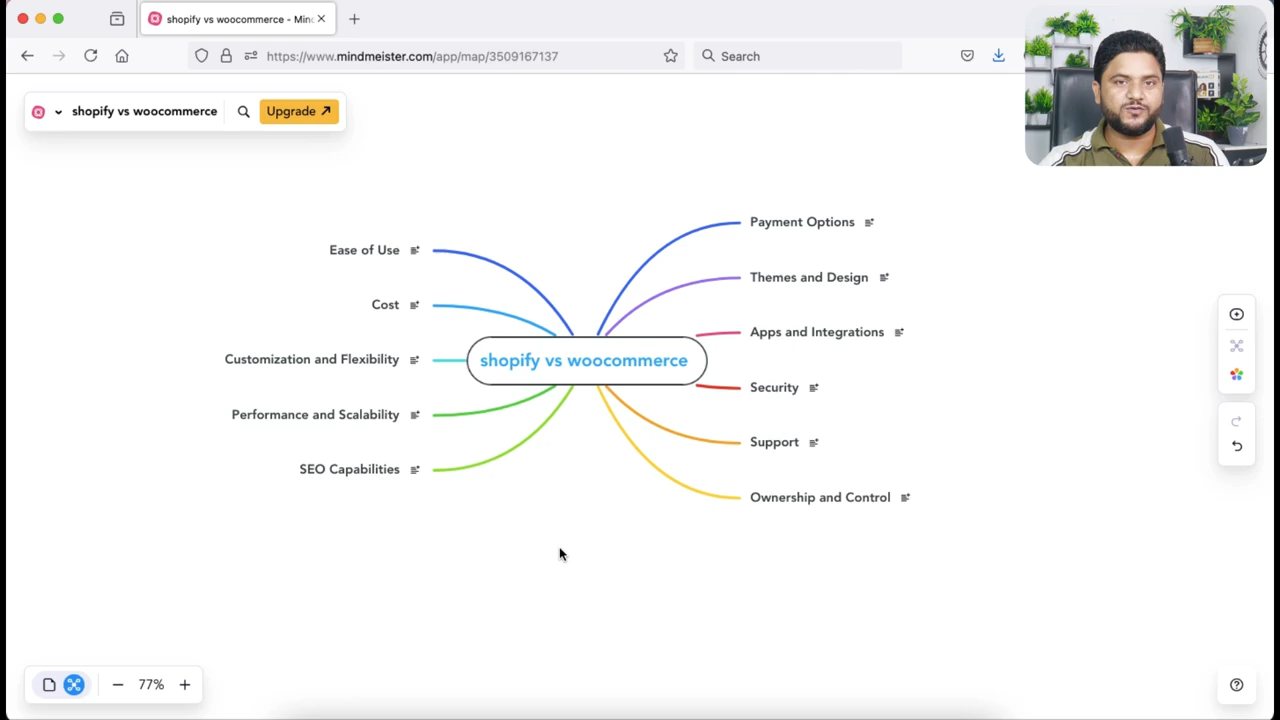 shopify vs woocommerce - Min
https://www.mindmeister.com/app/map/3509167137
Search
shopify vs woocommerce
Upgrade
Payment Options
Ease of Use
Themes and Design
Cost
Apps and Integrations
Customization and Flexibility
shopify vs woocommerce
Security
Performance and Scalability
Support
SEO Capabilities
Ownership and Control
77%